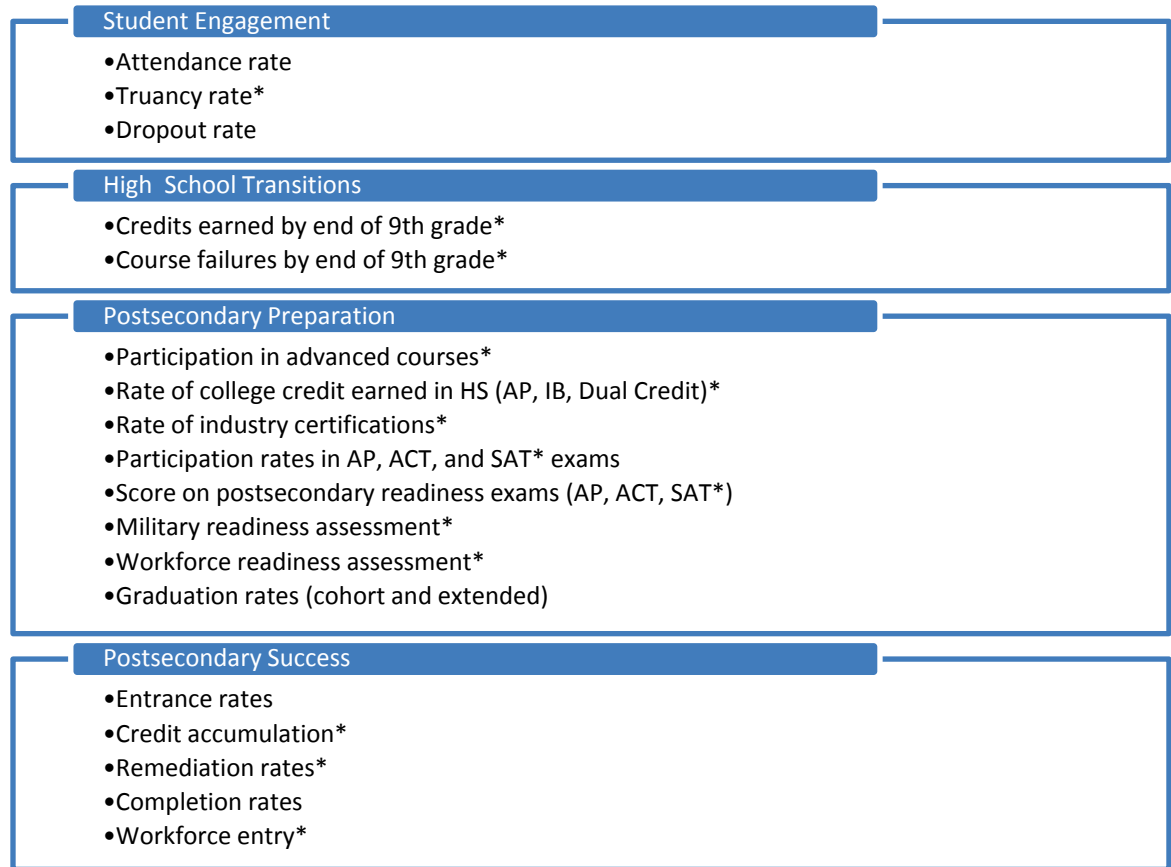 Student Engagement
•Attendance rate
•Truancy rate*
•Dropout rate
High School Transitions
•Credits earned by end of 9th grade*
•Course failures by end of 9th grade*
Postsecondary Preparation
•Participation in advanced courses*
•Rate of college credit earned in HS (AP, IB, Dual Credit)*
•Rate of industry certifications*
•Participation rates in AP, ACT, and SAT* exams
•Score on postsecondary readiness exams (AP, ACT, SAT*)
•Military readiness assessment*
•Workforce readiness assessment*
•Graduation rates (cohort and extended)
Postsecondary Success
•Entrance rates
•Credit accumulation*
•Remediation rates*
•Completion rates
•Workforce entry*